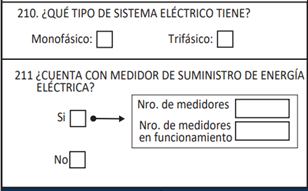 210. ¿QUÉ TIPO DE SISTEMA ELÉCTRICO TIENE?
Monofásico: Trifásico:
211 ¿CUENTA CON MEDIDOR DE SUMINISTRO DE ENERGÍA
ELÉCTRICA?
Si
Nro. de medidores
Nro. de medidores
en funcionamiento
No